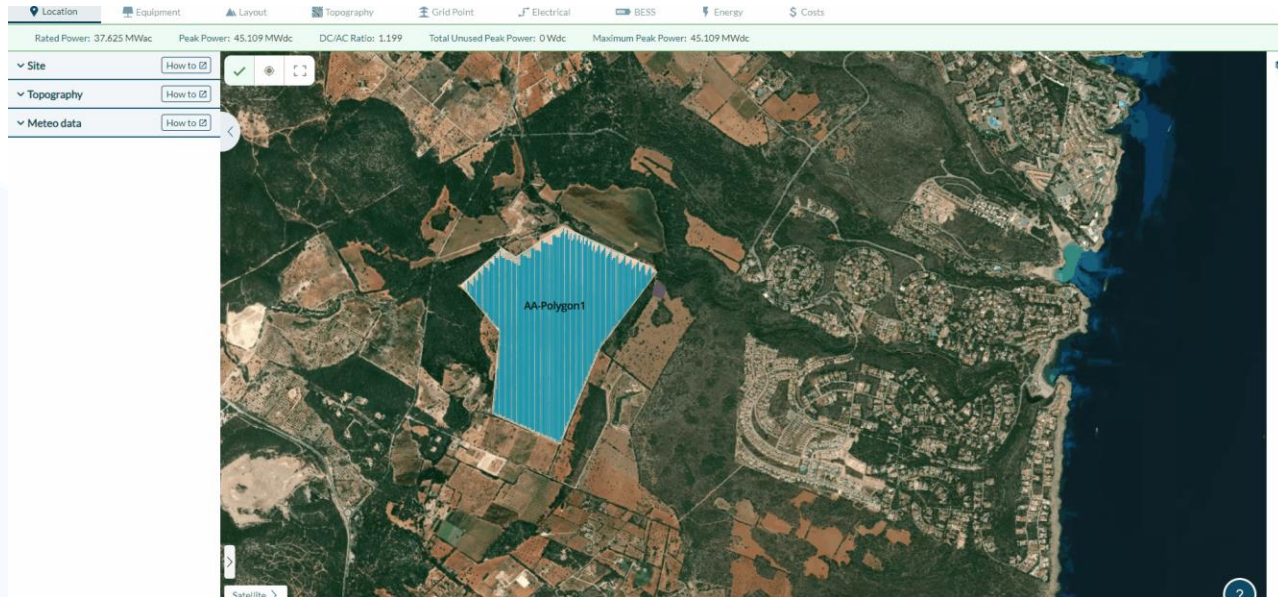 Location Equipment Layout Topography Grid Point Electrical BESS Energy Costs
Rated Power: 37.625 MWac Peak Power: 45.109 MWdc DC/AC Ratio: 1.199 Total Unused Peak Power: 0 Wdc Maximum Peak Power: 45.109 MWdc
Site How to
Topography How to
Meteo data How to
AA-Polygon1
Satellite
?